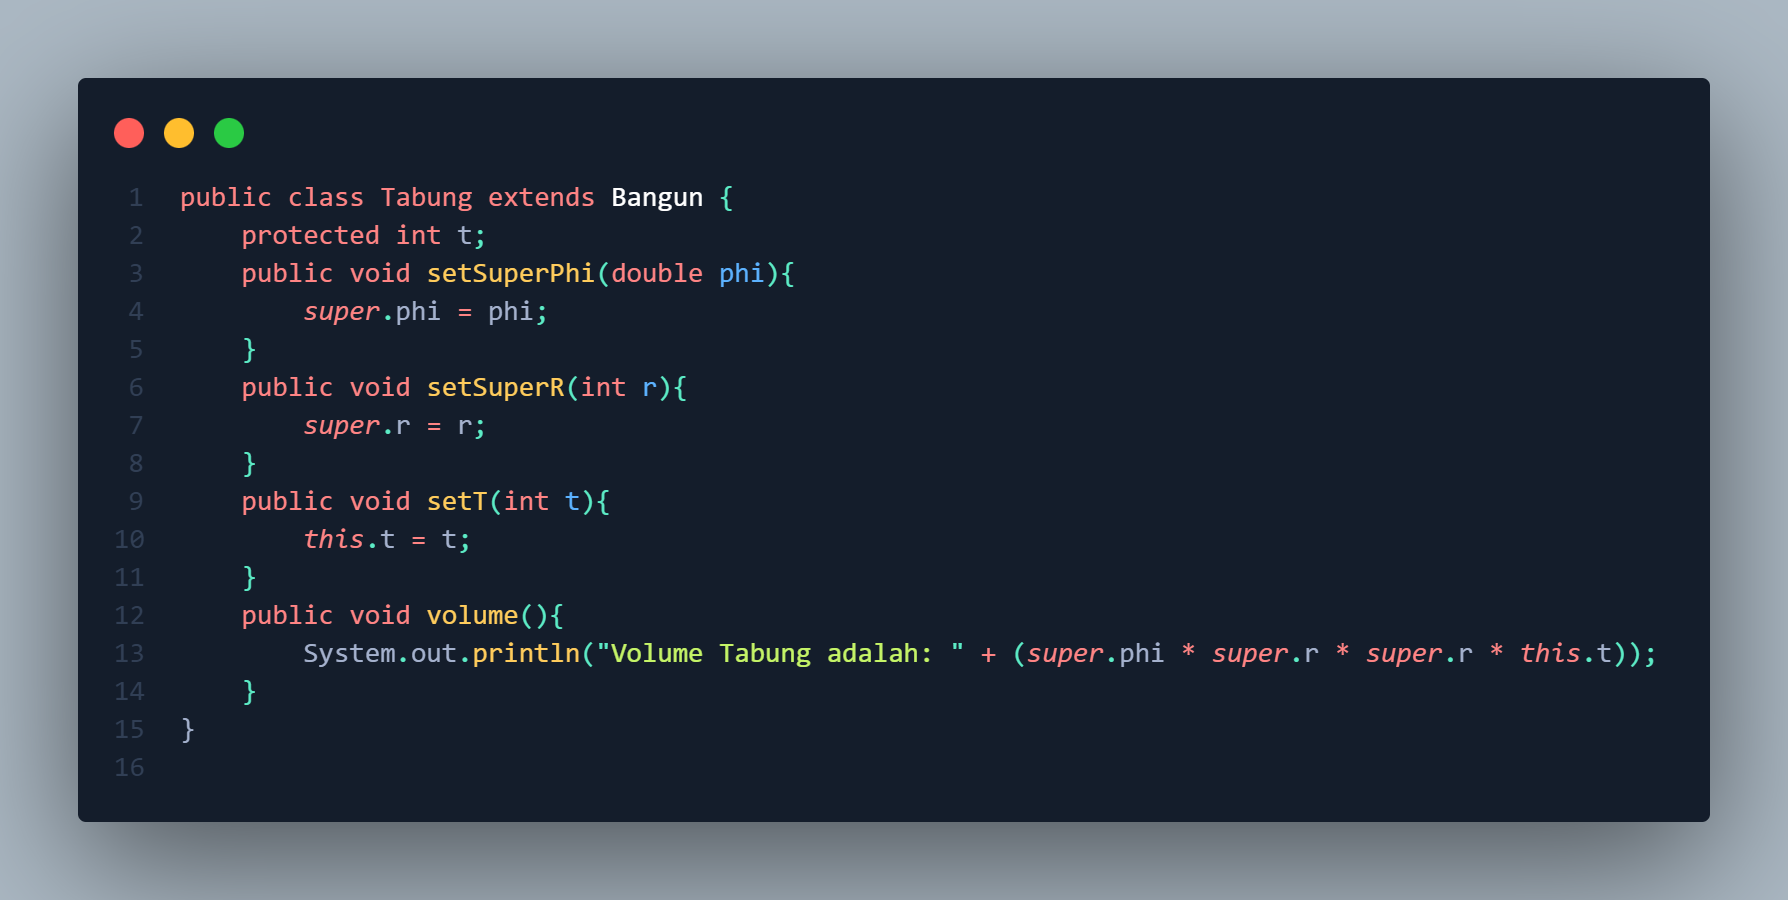 1 public class Tabung extends Bangun {
2     protected int t;
3     public void setSuperPhi(double phi){
4         super.phi = phi;
5     }
6     public void setSuperR(int r){
7         super.r = r;
8     }
9     public void setT(int t){
10         this.t = t;
11     }
12     public void volume(){
13         System.out.println("Volume Tabung adalah: " + (super.phi * super.r * super.r * this.t));
14     }
15 }
16